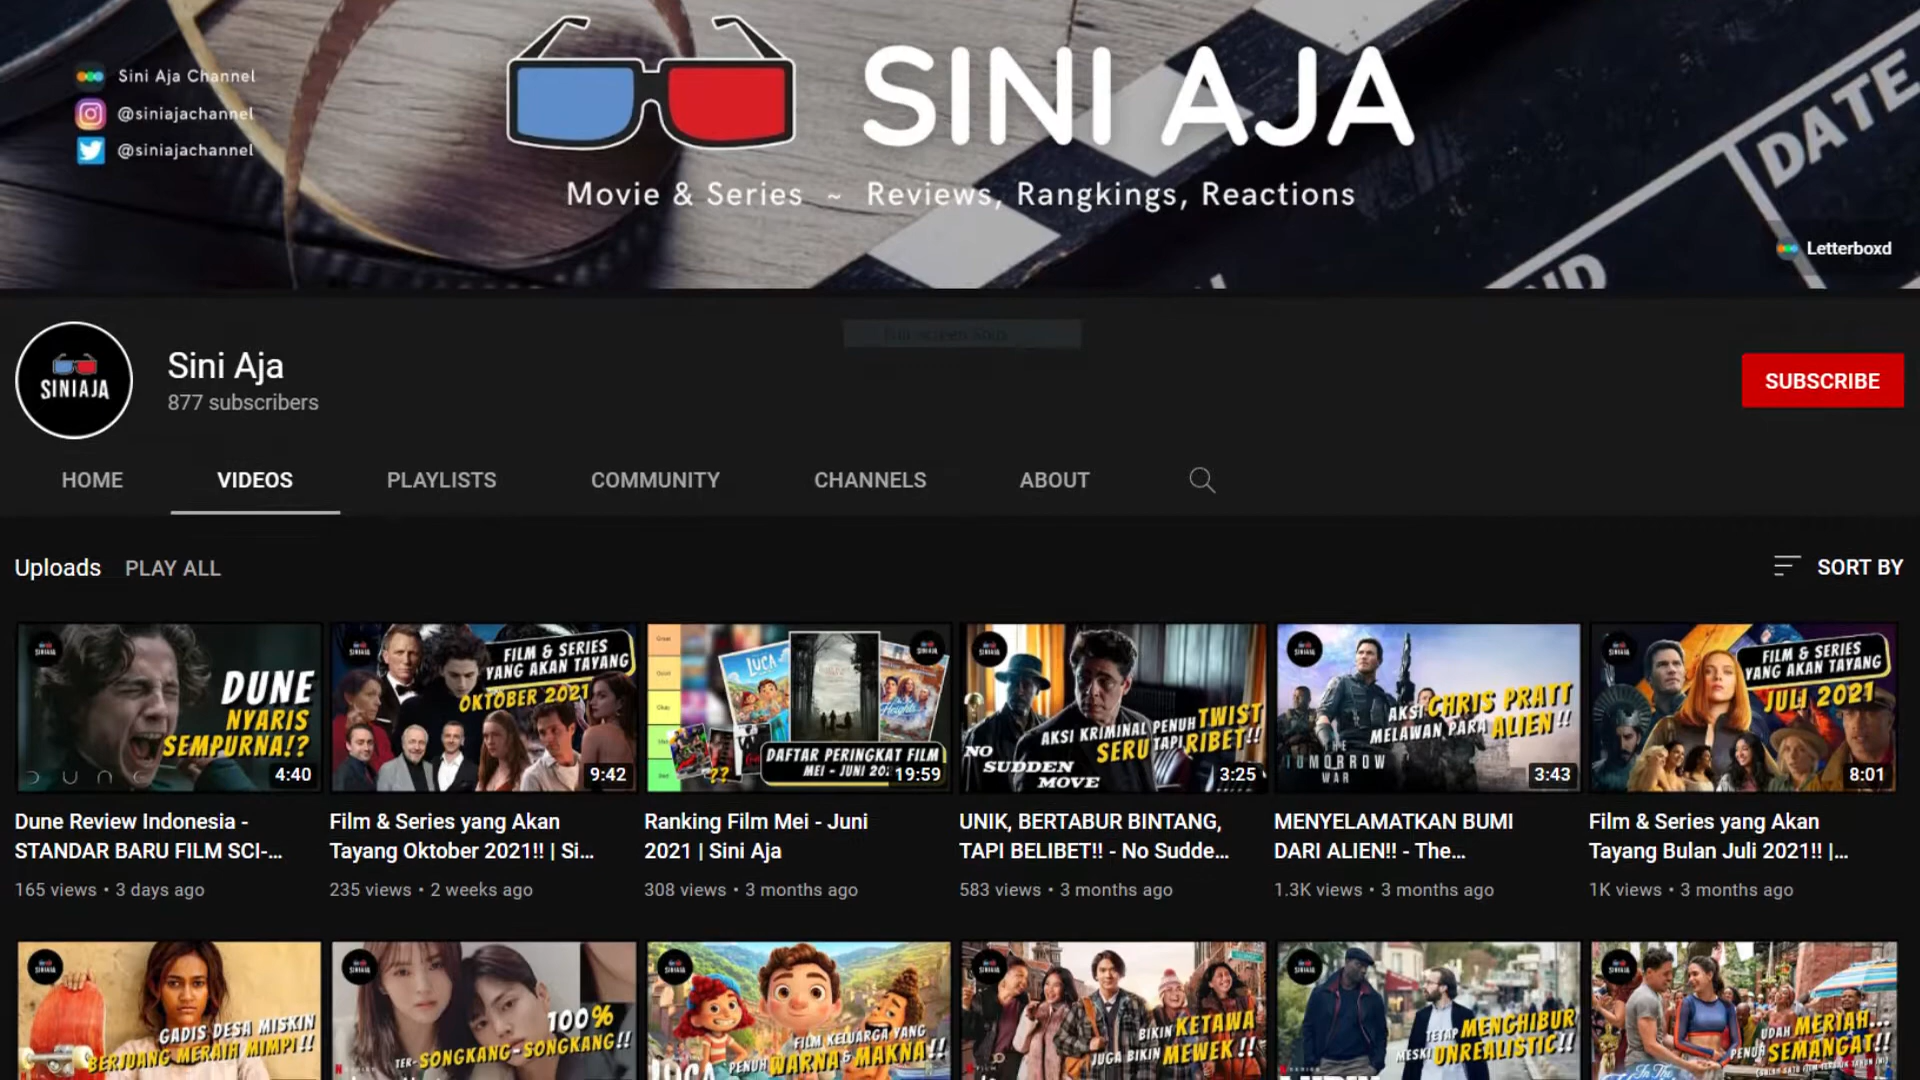 Sini Aja Channel
@siniajachannel
@siniajachannel
SINI AJA
Movie & Series ~ Reviews, Rangkings, Reactions
DATE
Letterboxd
SINIAJA
Sini Aja
877 subscribers
SUBSCRIBE
HOME VIDEOS PLAYLISTS COMMUNITY CHANNELS ABOUT
Uploads PLAY ALL
SORT BY
DUNE
NYARIS
SEMPURNA!?
DUNE
4:40
FILM & SERIES
YANG AKAN TAYANG
OKTOBER 2021
9:42
LUCA
Heights
DAFTAR PERINGKAT FILM
MEI - JUNI
??
19:59
AKSI KRIMINAL PENUH TWIST
SERU TAPI RIBET!!
NO
SUDDEN
MOVE
3:25
AKSI CHRIS PRATT
MELAWAN PARA ALIEN!!
THE
TOMORROW
WAR
3:43
FILM & SERIES
YANG AKAN TAYANG
JULI 2021
8:01
Dune Review Indonesia -
STANDAR BARU FILM SCI-...
165 views • 3 days ago
Film & Series yang Akan
Tayang Oktober 2021!! | Si...
235 views • 2 weeks ago
Ranking Film Mei - Juni
2021 | Sini Aja
308 views • 3 months ago
UNIK, BERTABUR BINTANG,
TAPI BELIBET!! - No Sudde...
583 views • 3 months ago
MENYELAMATKAN BUMI
DARI ALIEN!! - The...
1.3K views • 3 months ago
Film & Series yang Akan
Tayang Bulan Juli 2021!! |...
1K views • 3 months ago
GADIS DESA MISKIN
BERJUANG MERAIH MIMPI!!
100%
TER-SONGKANG-SONGKANG!!
FILM KELUARGA YANG
PENUH WARNA & MAKNA!!
LUCA
BIKIN KETAWA
JUGA BIKIN MEWEK!!
TETAP MENGHIBUR
MESKI UNREALISTIC!!
UDAH MERIAH...
PENUH SEMANGAT!!
In The